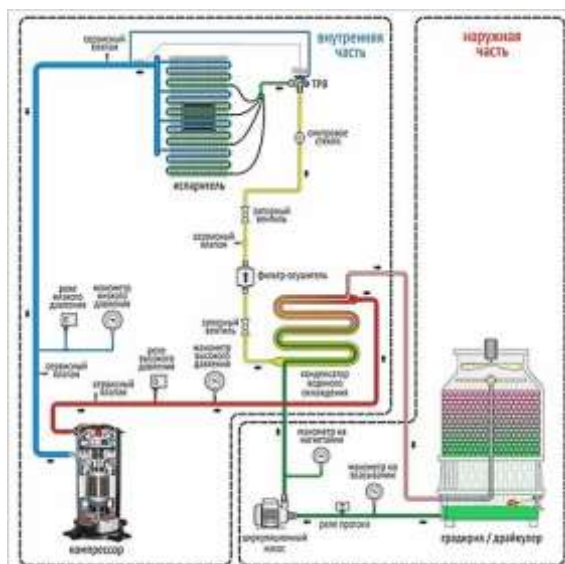 сервисный
клапан
внутренная
часть
наружная
часть
ТРВ
смотровое
стекло
испаритель
запорный
вентиль
сервисный
клапан
фильтр-осушитель
реле
низкого
давления
манометр
низкого
давления
запорный
вентиль
сервисный
клапан
сервисный
клапан
реле
высокого
давления
манометр
высокого
давления
конденсатор
водяного
охлаждения
манометр на
нагнетании
манометр на
всасывании
компрессор
циркуляционный
насос
реле протока
градирня / драйкулер